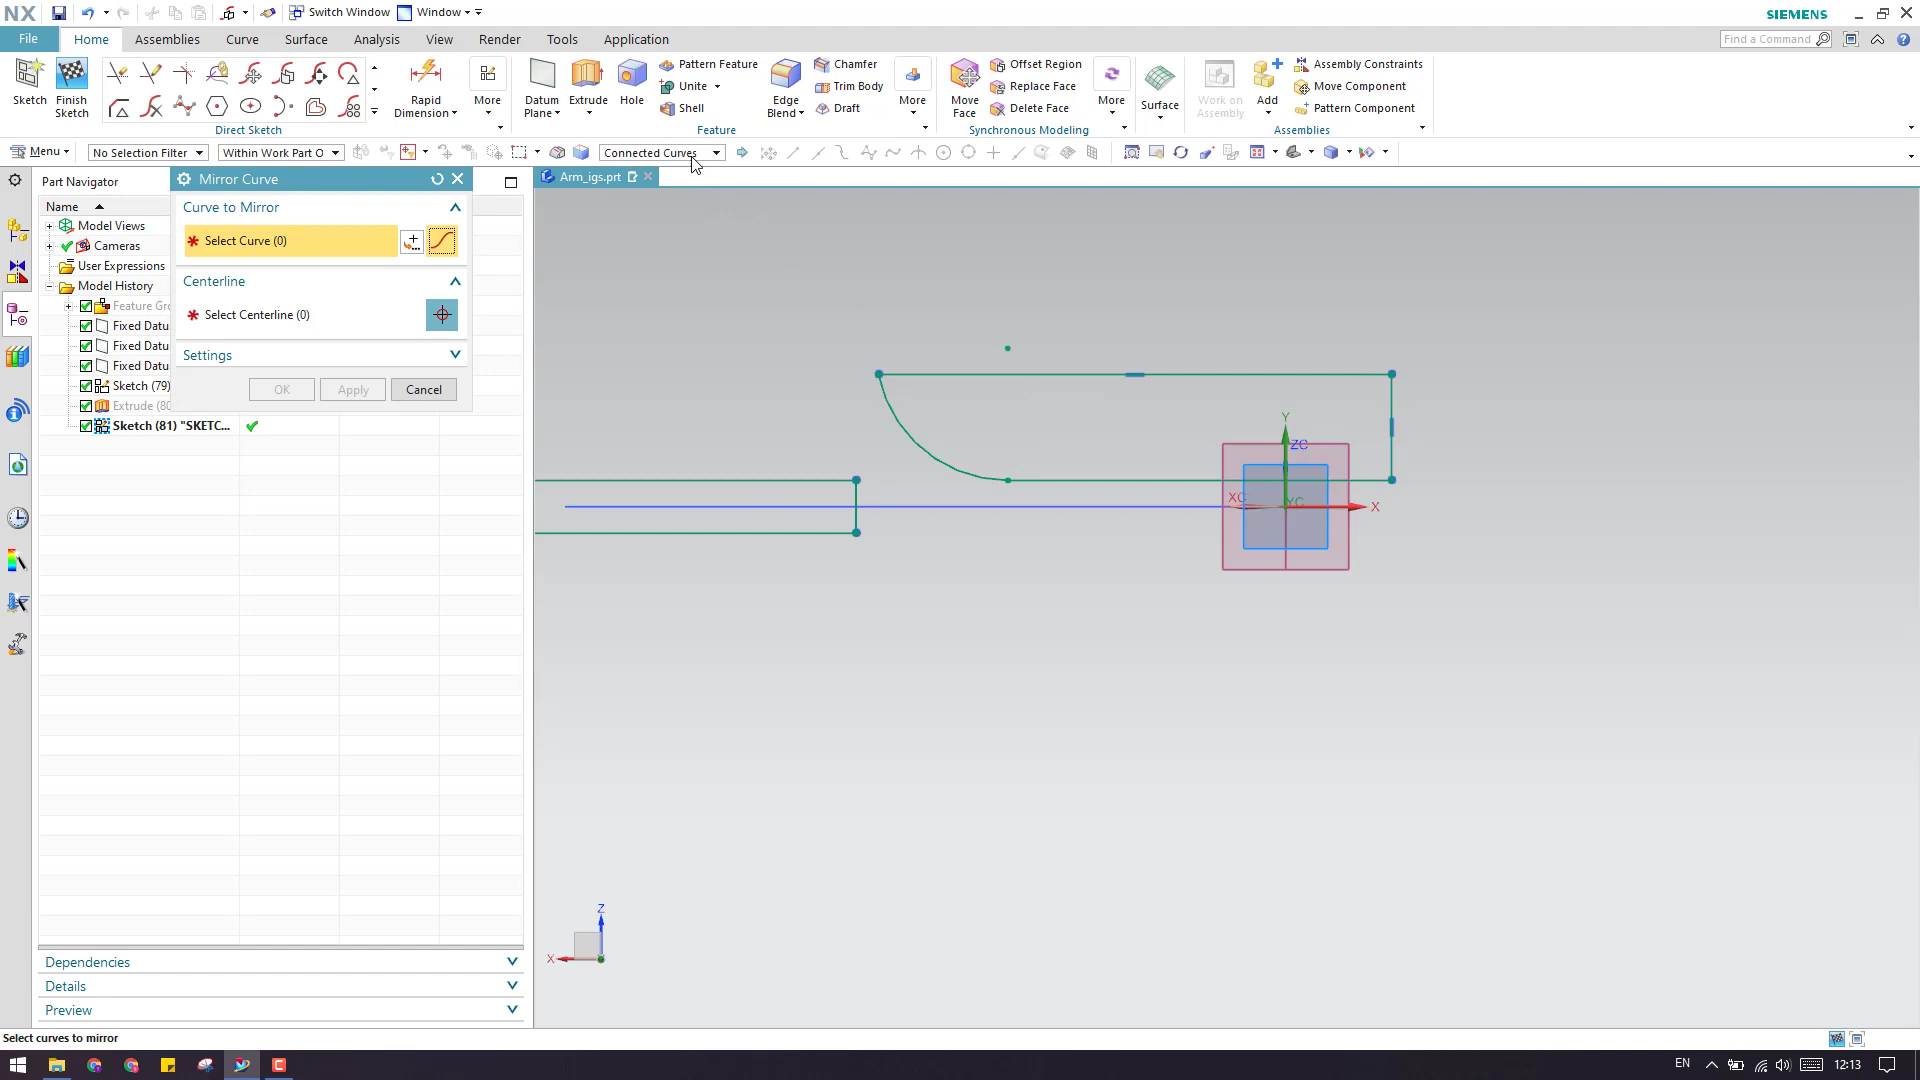 NX
Switch Window
Window
SIEMENS
File
Home
Assemblies
Curve
Surface
Analysis
View
Render
Tools
Application
Find a Command
Sketch
Finish Sketch
Rapid Dimension
More
Direct Sketch
Datum Plane
Extrude
Hole
Pattern Feature
Unite
Shell
Edge Blend
Chamfer
Trim Body
Draft
More
Feature
Move Face
Offset Region
Replace Face
Delete Face
More
Synchronous Modeling
Surface
Work on Assembly
Add
Assembly Constraints
Move Component
Pattern Component
Assemblies
Menu
No Selection Filter
Within Work Part O
Connected Curves
Part Navigator
Name
Model Views
Cameras
User Expressions
Model History
Feature Gro
Fixed Datu
Fixed Datu
Fixed Datu
Sketch (79)
Extrude (80
Sketch (81) "SKETC...
Mirror Curve
Curve to Mirror
* Select Curve (0)
Centerline
* Select Centerline (0)
Settings
OK
Apply
Cancel
Arm_igs.prt
Y
ZC
XC
YC
X
Z
X
Dependencies
Details
Preview
Select curves to mirror
EN
12:13